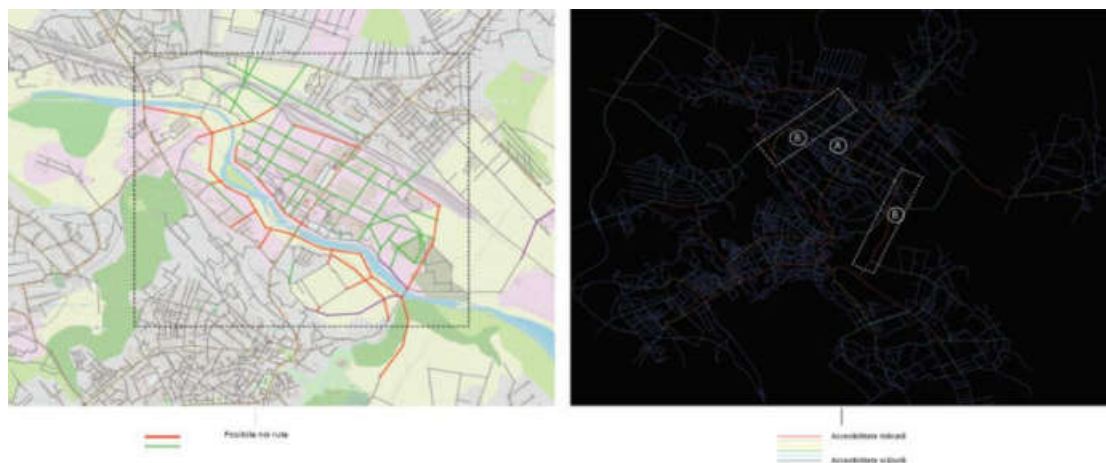 Posibile noi rute
B
A
B
Accesibilitate ridicată
Accesibilitate scăzută